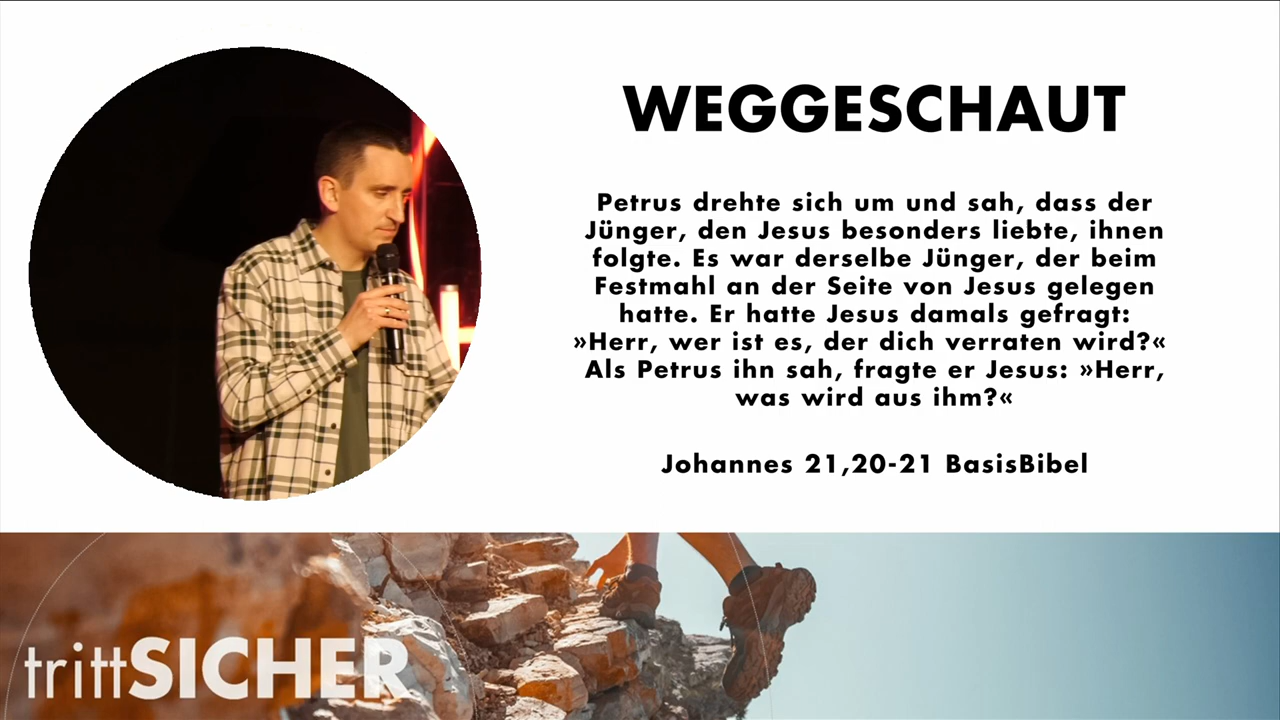 WEGGESCHAUT
Petrus drehte sich um und sah, dass der
Jünger, den Jesus besonders liebte, ihnen
folgte. Es war derselbe Jünger, der beim
Festmahl an der Seite von Jesus gelegen
hatte. Er hatte Jesus damals gefragt:
»Herr, wer ist es, der dich verraten wird?«
Als Petrus ihn sah, fragte er Jesus: »Herr,
was wird aus ihm?«
Johannes 21,20-21 BasisBibel
trittSICHER